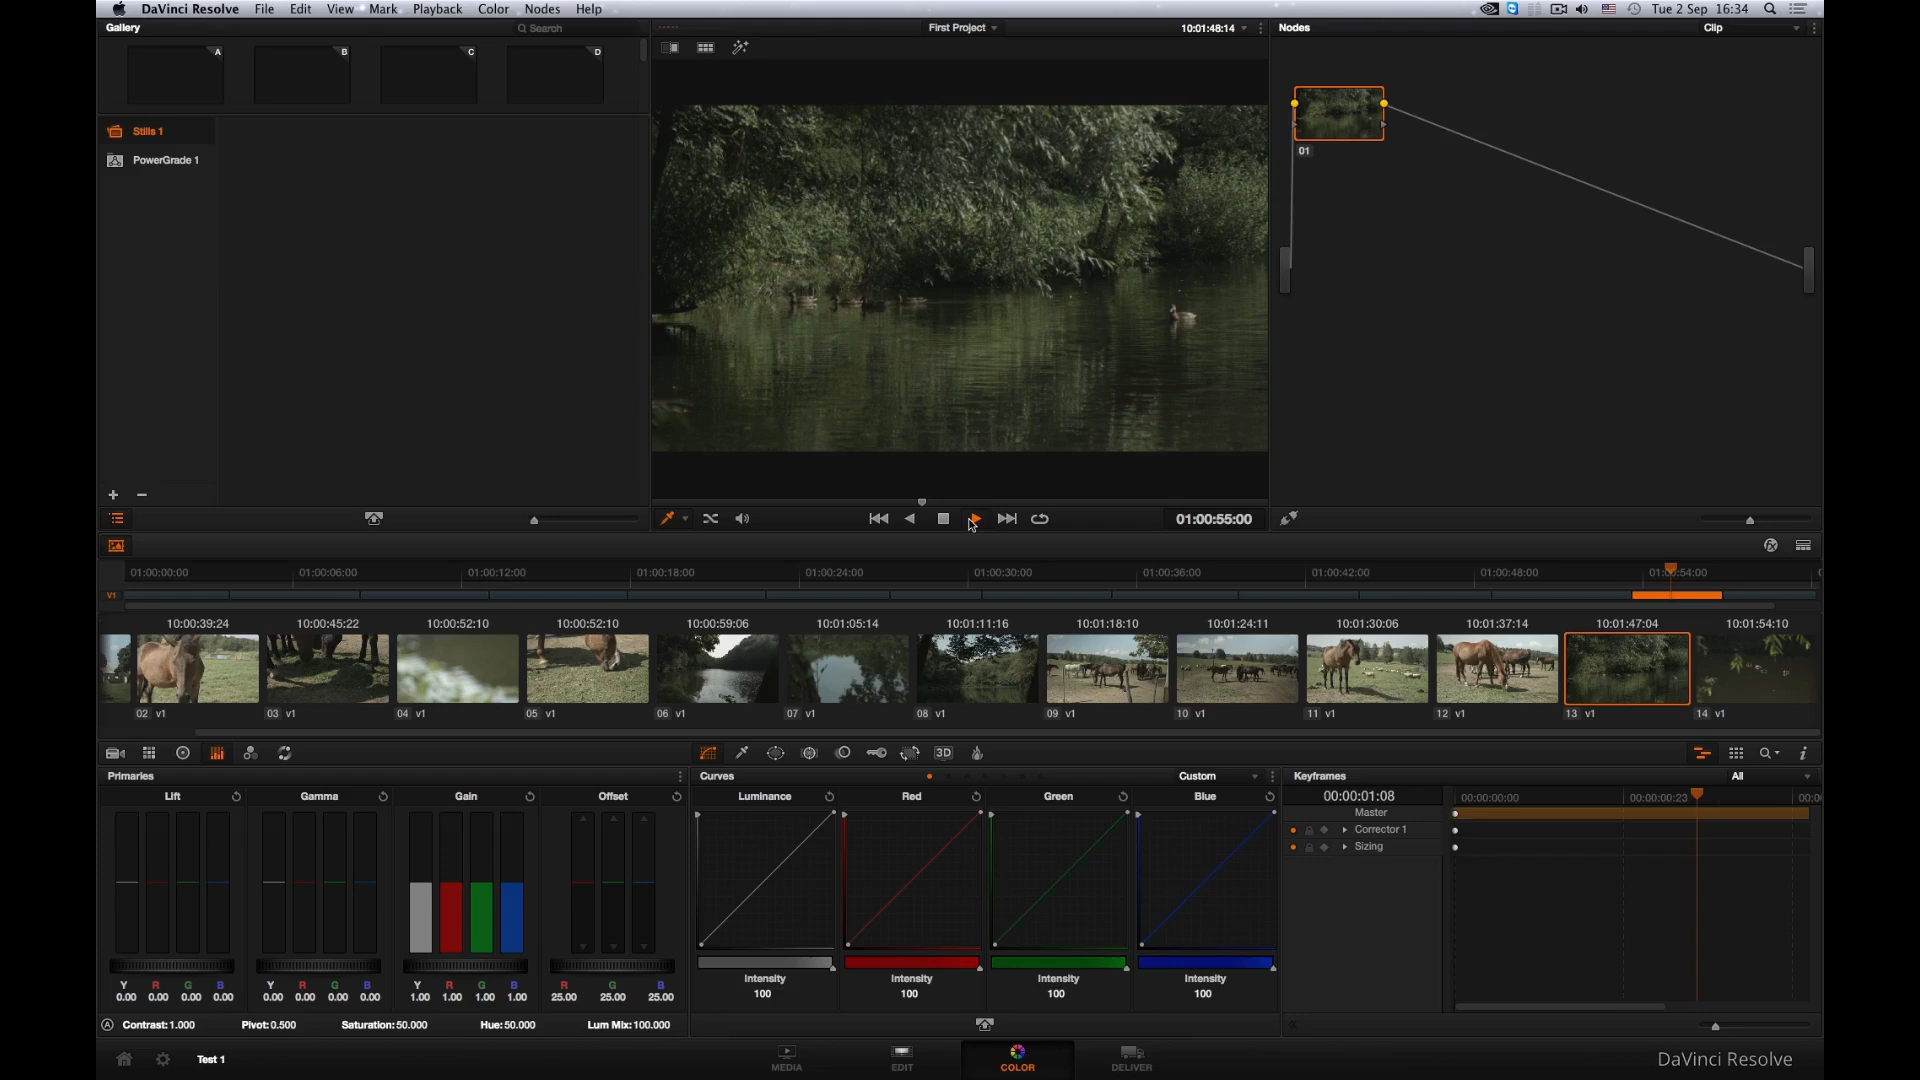 DaVinci Resolve File Edit View Mark Playback Color Nodes Help Tue 2 Sep 16:34
Gallery Search First Project 10:01:48:14 Nodes Clip
A B C D
Stills 1
PowerGrade 1
01
01:00:55:00
01:00:00:00 01:00:06:00 01:00:12:00 01:00:18:00 01:00:24:00 01:00:30:00 01:00:36:00 01:00:42:00 01:00:48:00 01:00:54:00
V1
10:00:39:24 10:00:45:22 10:00:52:10 10:00:52:10 10:00:59:06 10:01:05:14 10:01:11:16 10:01:18:10 10:01:24:11 10:01:30:06 10:01:37:14 10:01:47:04 10:01:54:10
02 v1 03 v1 04 v1 05 v1 06 v1 07 v1 08 v1 09 v1 10 v1 11 v1 12 v1 13 v1 14 v1
3D
Primaries Curves Custom Keyframes All
Lift Gamma Gain Offset Luminance Red Green Blue 00:00:01:08 00:00:00:00 00:00:00:23
Master
Corrector 1
Sizing
Intensity Intensity Intensity Intensity
Y R G B Y R G B Y R G B R G B
0.00 0.00 0.00 0.00 0.00 0.00 0.00 0.00 1.00 1.00 1.00 1.00 25.00 25.00 25.00 100 100 100 100
A Contrast:1.000 Pivot:0.500 Saturation:50.000 Hue:50.000 Lum Mix:100.000
Test 1 MEDIA EDIT COLOR DELIVER DaVinci Resolve